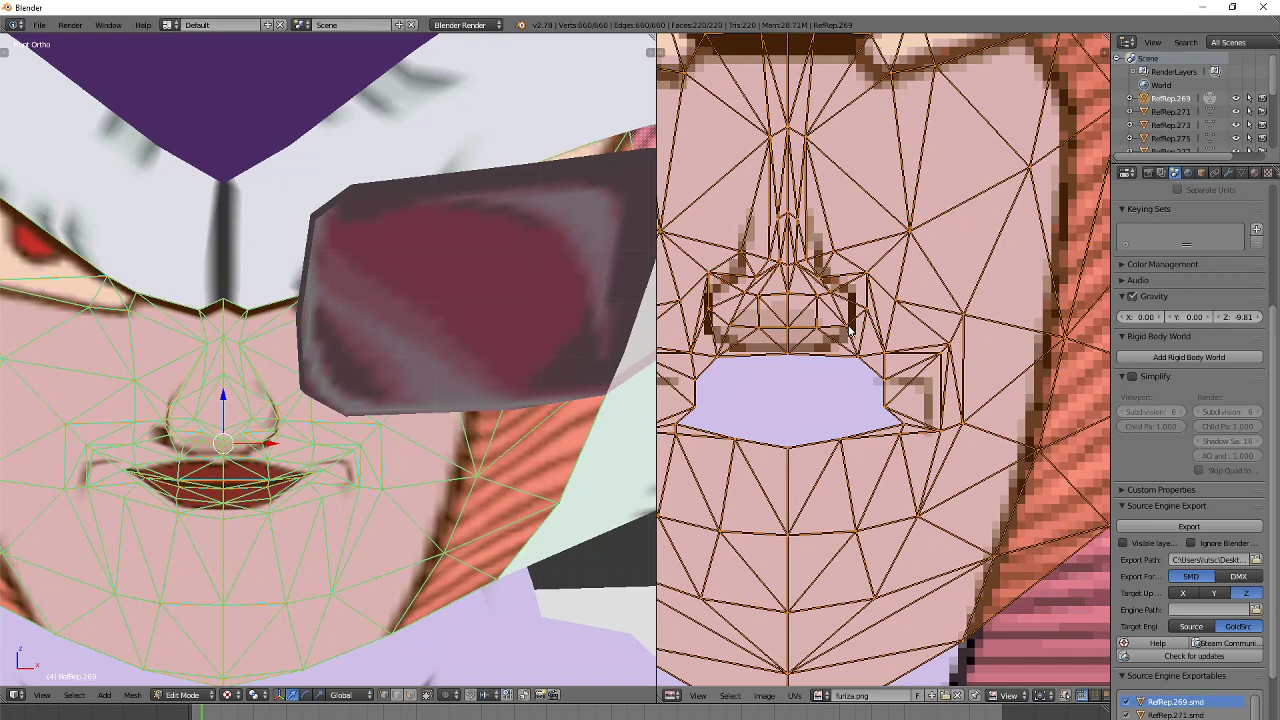 Blender
File Render Window Help Default Scene Blender Render v2.78 | Verts:660/660 | Edges:660/660 | Faces:220/220 | Tris:220 | Mem:28.71M | RefRep.269
Ortho
View Search All Scenes
Scene
RenderLayers
World
RefRep.269
RefRep.271
RefRep.273
RefRep.275
Separate Units
Keying Sets
Color Management
Audio
Gravity
X: 0.00 Y: 0.00 Z: -9.81
Rigid Body World
Add Rigid Body World
Simplify
Viewport: Render:
Subdivision: 6 Subdivision: 6
Child Pa: 1.000 Child Pa: 1.000
Shadow Sa: 16
AO and : 1.000
Skip Quad to
Custom Properties
Source Engine Export
Export
Visible laye... Ignore Blender ...
Export Path: C:\Users\lutsc\Deskt...
Export For... SMD DMX
Target Up X Y Z
Engine Path:
Target Engi Source GoldSrc
Help Steam Communi...
Check for updates
Source Engine Exportables
RefRep.269.smd
RefRep.271.smd
z
x
(4) RefRep.269
View Select Add Mesh Edit Mode Global View Select Image UVs furiza.png F View